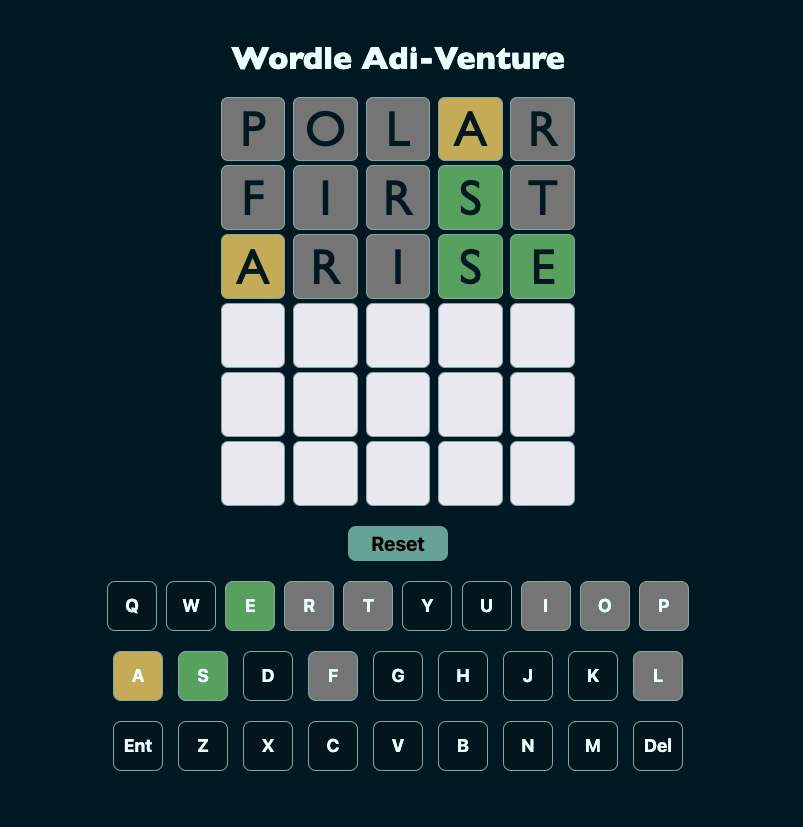 Wordle Adi-Venture
P O L A R
F I R S T
A R I S E
Reset
Q W E R T Y U I O P
A S D F G H J K L
Ent Z X C V B N M Del